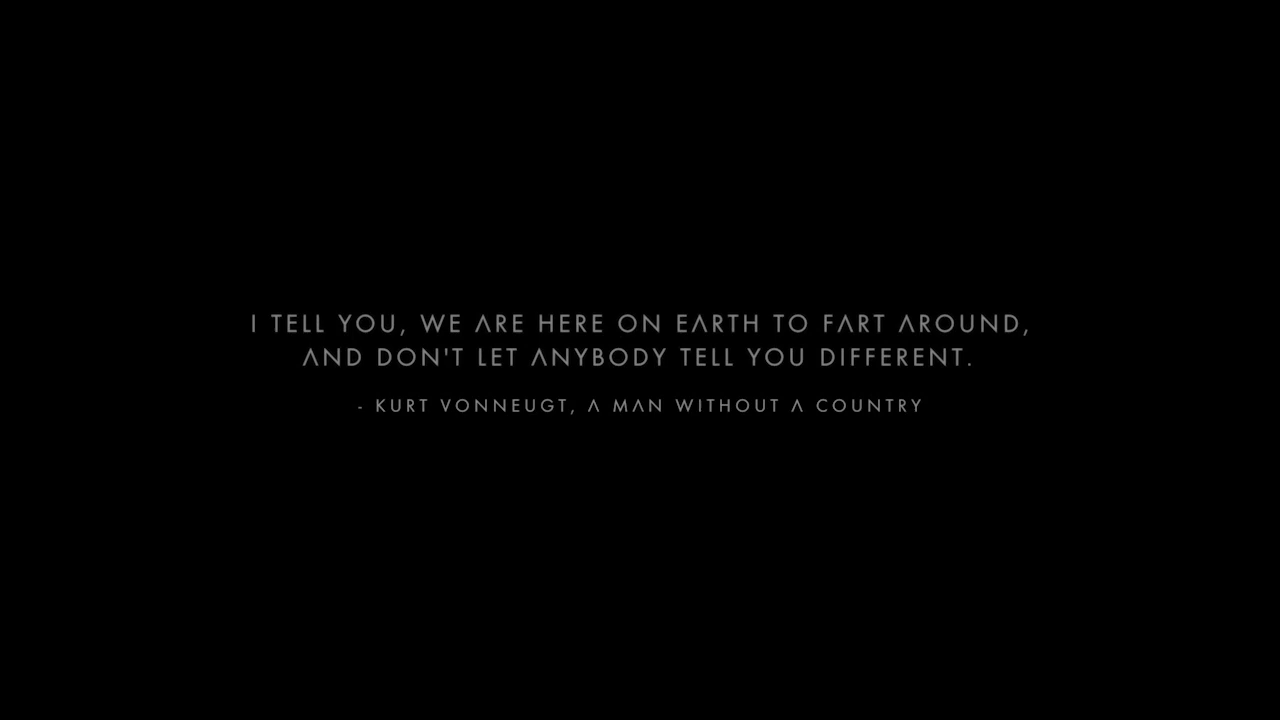 I TELL YOU, WE ARE HERE ON EARTH TO FART AROUND,
AND DON'T LET ANYBODY TELL YOU DIFFERENT.
- KURT VONNEUGT, A MAN WITHOUT A COUNTRY